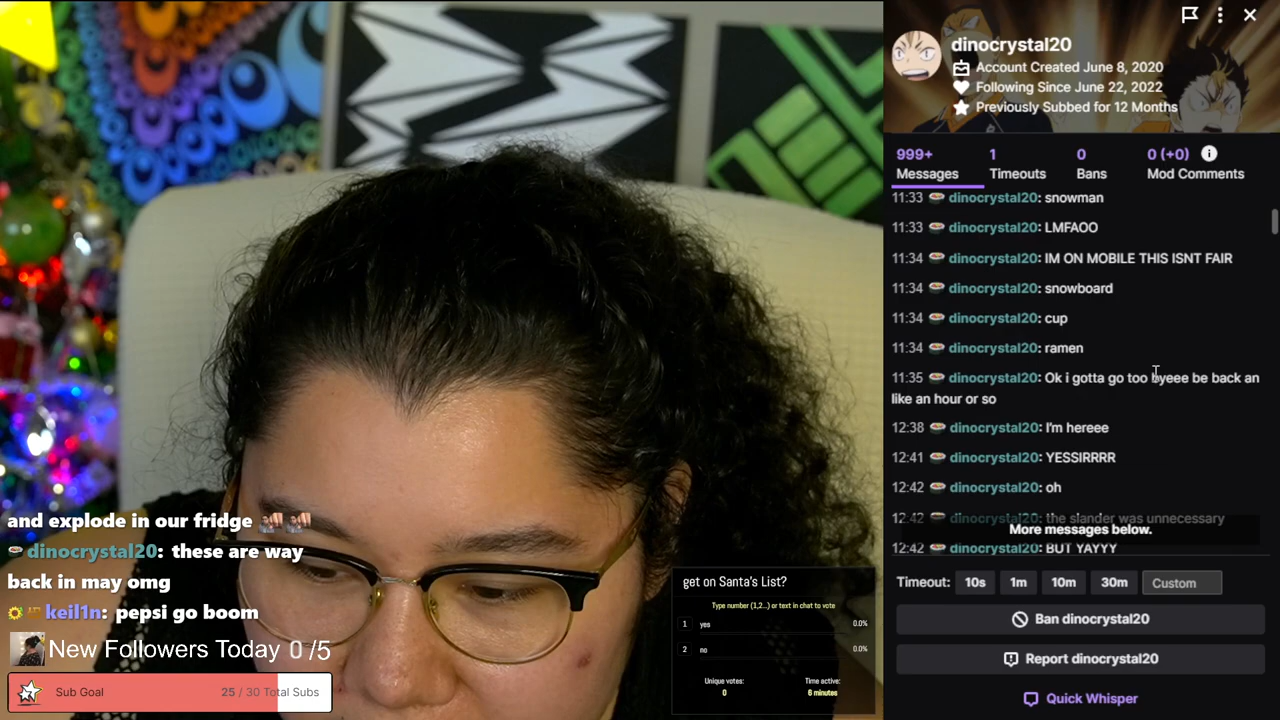 and explode in our fridge
dinocrystal20: these are way
back in may omg
keil1n: pepsi go boom
New Followers Today 0 /5
Sub Goal 25 / 30 Total Subs
get on Santa's List?
Type number (1,2...) or text in chat to vote
1 yes 0.0%
2 no 0.0%
Unique votes: Time active:
0 6 minutes
dinocrystal20
Account Created June 8, 2020
Following Since June 22, 2022
Previously Subbed for 12 Months
999+ 1 0 0 (+0)
Messages Timeouts Bans Mod Comments
11:33 dinocrystal20: snowman
11:33 dinocrystal20: LMFAOO
11:34 dinocrystal20: IM ON MOBILE THIS ISNT FAIR
11:34 dinocrystal20: snowboard
11:34 dinocrystal20: cup
11:34 dinocrystal20: ramen
11:35 dinocrystal20: Ok i gotta go too byeee be back an
like an hour or so
12:38 dinocrystal20: I'm hereee
12:41 dinocrystal20: YESSIRRRR
12:42 dinocrystal20: oh
12:42 dinocrystal20: the slander was unnecessary
More messages below.
12:42 dinocrystal20: BUT YAYYY
Timeout: 10s 1m 10m 30m Custom
Ban dinocrystal20
Report dinocrystal20
Quick Whisper